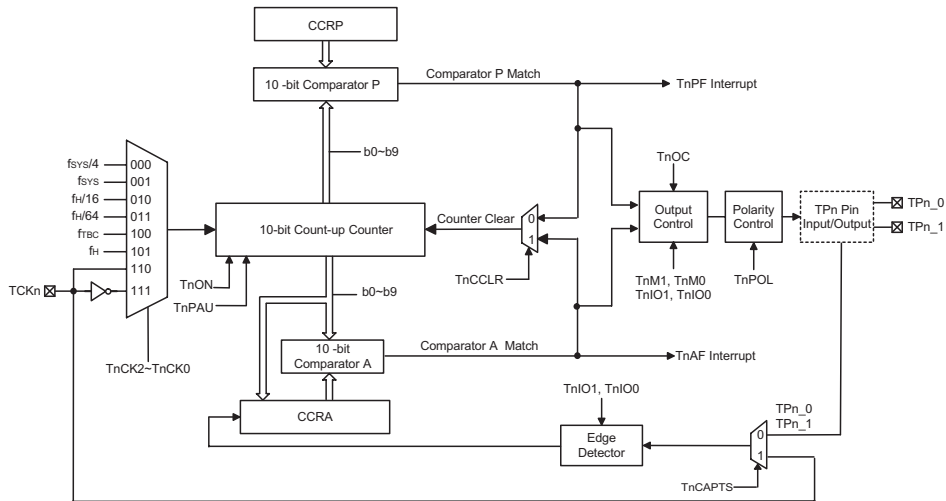 CCRP
10 -bit Comparator P
Comparator P Match
TnPF Interrupt
b0~b9
fSYS/4
000
fSYS
001
fH/16
010
fH/64
011
fTBC
100
fH
101
110
111
TCKn
TnCK2~TnCK0
10-bit Count-up Counter
TnON
TnPAU
Counter Clear
0
1
TnCCLR
TnOC
Output
Control
TnM1, TnM0
TnIO1, TnIO0
Polarity
Control
TnPOL
TPn Pin
Input/Output
TPn_0
TPn_1
b0~b9
10 -bit
Comparator A
Comparator A Match
TnAF Interrupt
CCRA
TnIO1, TnIO0
Edge
Detector
TPn_0
TPn_1
0
1
TnCAPTS